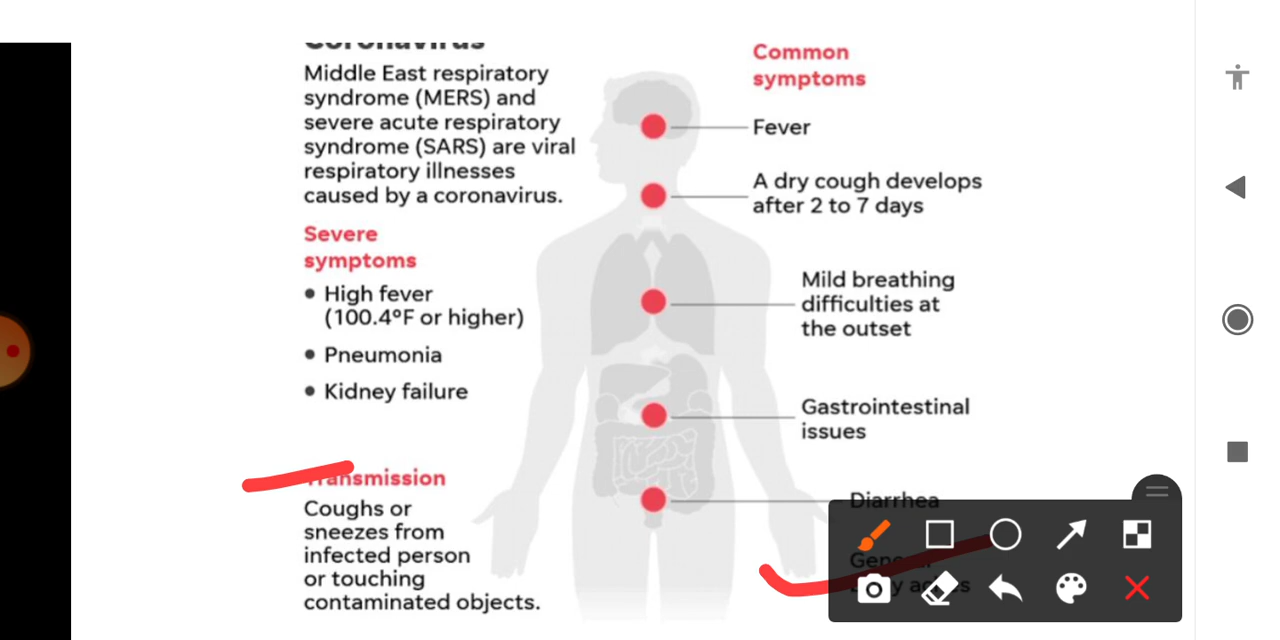 Coronavirus
Middle East respiratory
syndrome (MERS) and
severe acute respiratory
syndrome (SARS) are viral
respiratory illnesses
caused by a coronavirus.
Severe
symptoms
• High fever
(100.4°F or higher)
• Pneumonia
• Kidney failure
Transmission
Coughs or
sneezes from
infected person
or touching
contaminated objects.
Common
symptoms
Fever
A dry cough develops
after 2 to 7 days
Mild breathing
difficulties at
the outset
Gastrointestinal
issues
Diarrhea
General